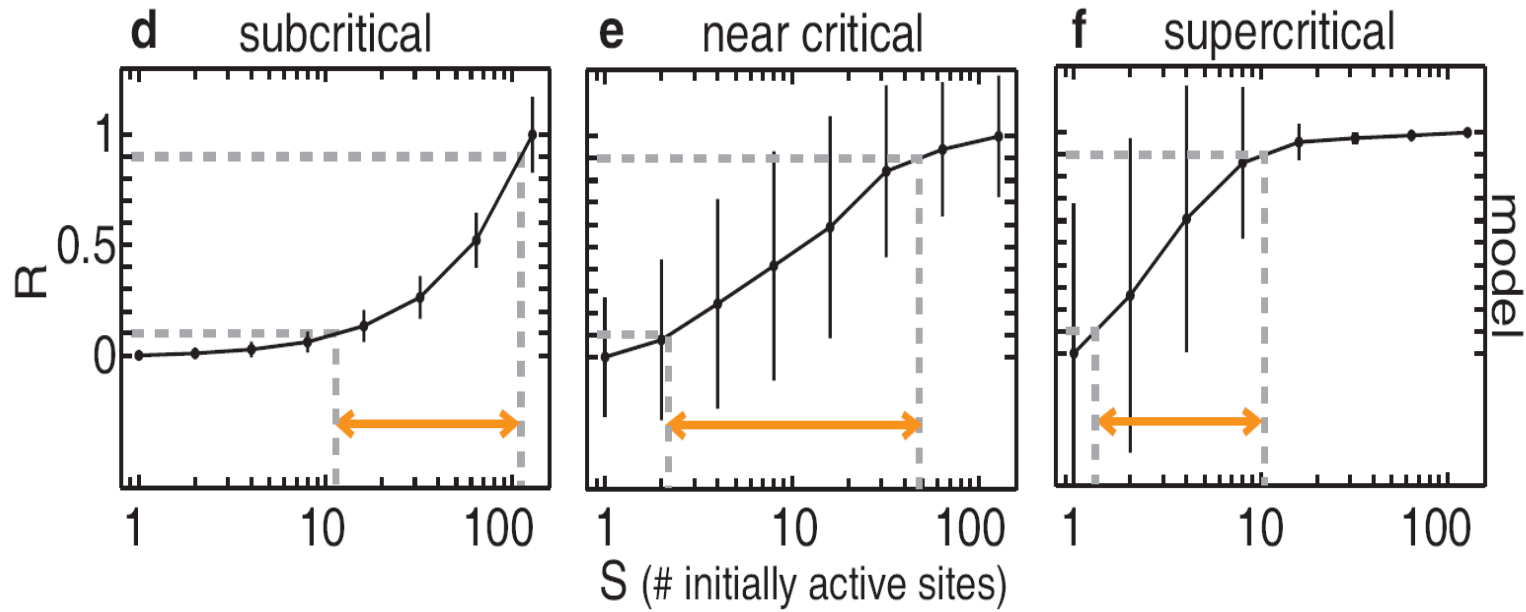 d subcritical
e near critical
f supercritical
R
1
0.5
0
1 10 100
1 10 100
1 10 100
S (# initially active sites)
model